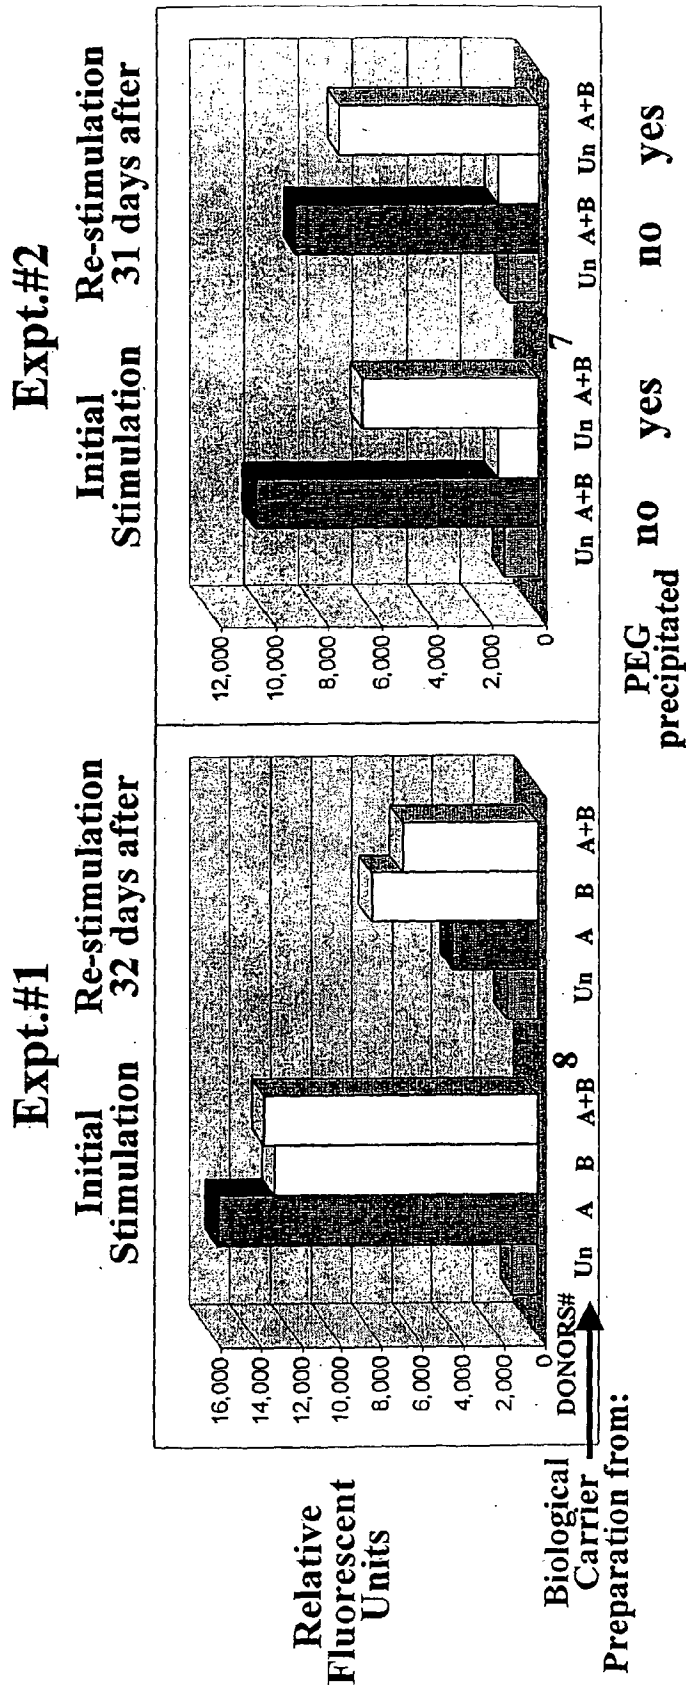 Expt.#1
Expt.#2
Initial
Stimulation
Re-stimulation
32 days after
Initial
Stimulation
Re-stimulation
31 days after
Relative
Fluorescent
Units
16,000
14,000
12,000
10,000
8,000
6,000
4,000
2,000
0
12,000
10,000
8,000
6,000
4,000
2,000
0
DONORS#
8
7
Un A B A+B
Un A B A+B
Un A+B Un A+B
Un A+B Un A+B
Biological
Carrier
Preparation from:
PEG
precipitated
no yes no yes